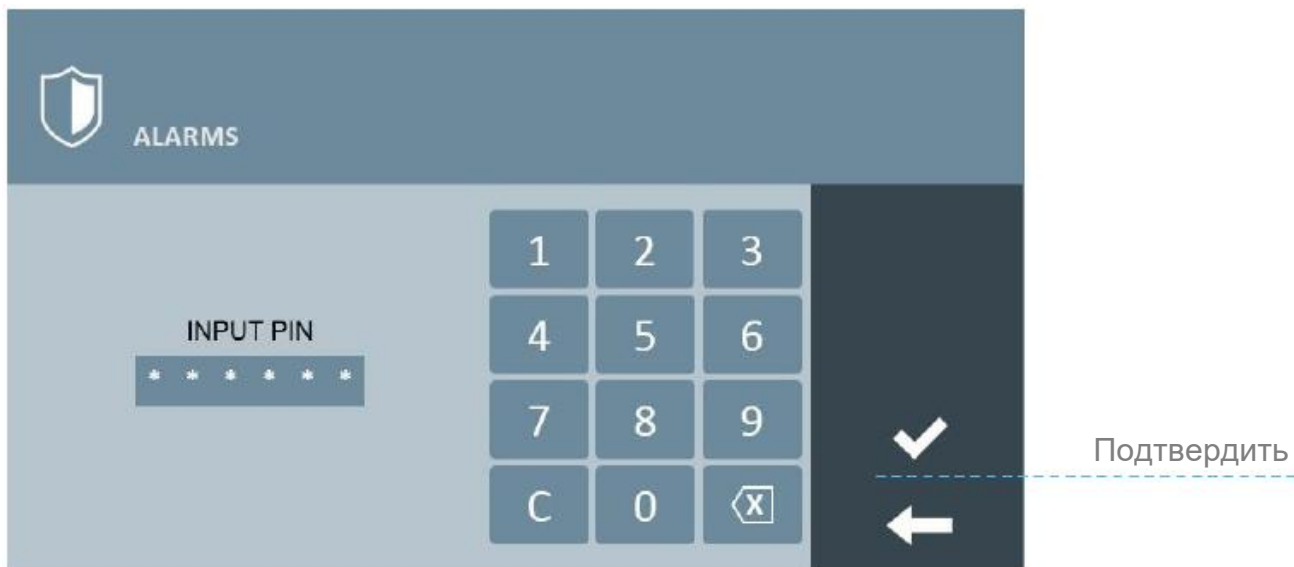 ALARMS
INPUT PIN
* * * * * *
1 2 3
4 5 6
7 8 9
C 0 X
Подтвердить